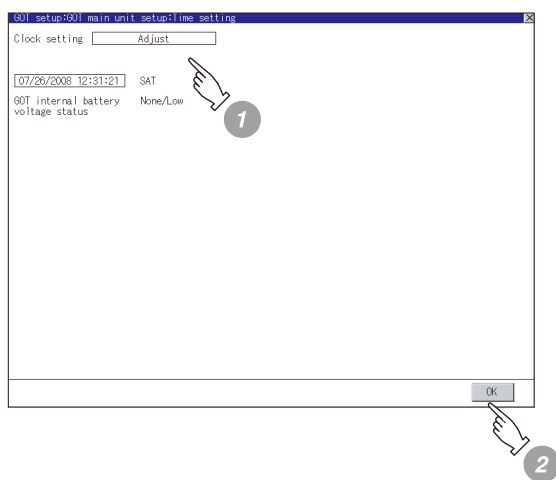 GOT setup:GOT main unit setup:Time setting
Clock setting Adjust
07/26/2008 12:31:21 SAT
GOT internal battery None/Low
voltage status
1
OK
2